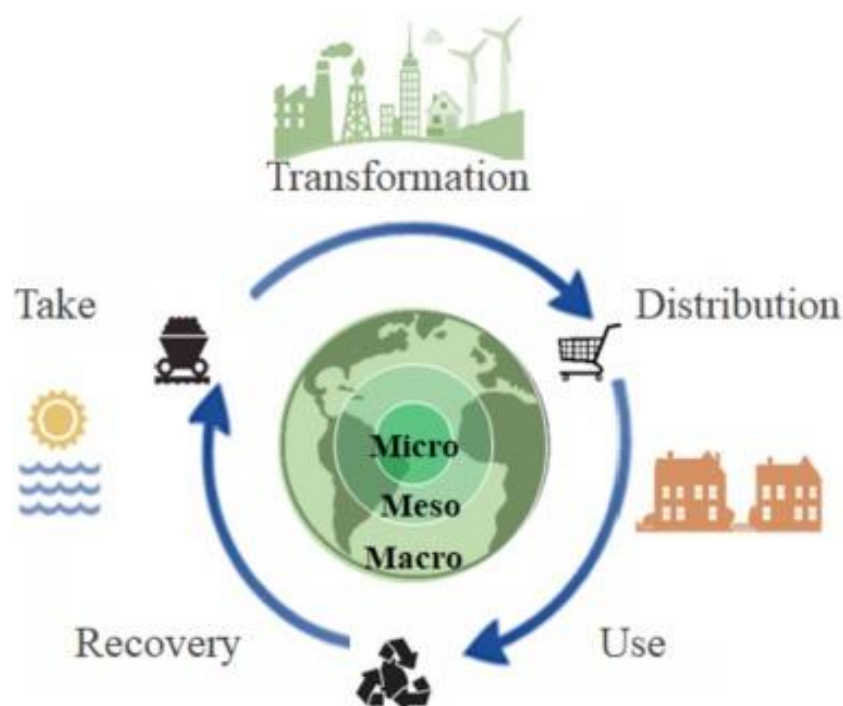 Transformation
Take
Distribution
Micro
Meso
Macro
Recovery
Use